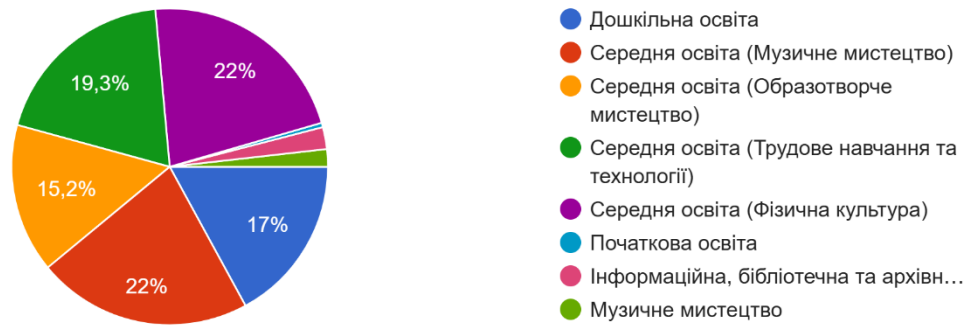 19,3%
22%
15,2%
17%
22%
Дошкільна освіта
Середня освіта (Музичне мистецтво)
Середня освіта (Образотворче
мистецтво)
Середня освіта (Трудове навчання та
технології)
Середня освіта (Фізична культура)
Початкова освіта
Інформаційна, бібліотечна та архівн…
Музичне мистецтво